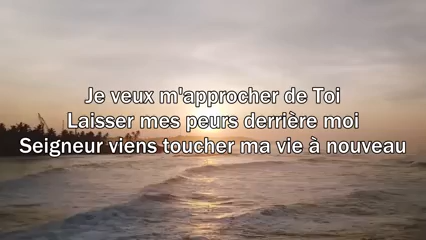 Je veux m'approcher de Toi
Laisser mes peurs derrière moi
Seigneur viens toucher ma vie à nouveau